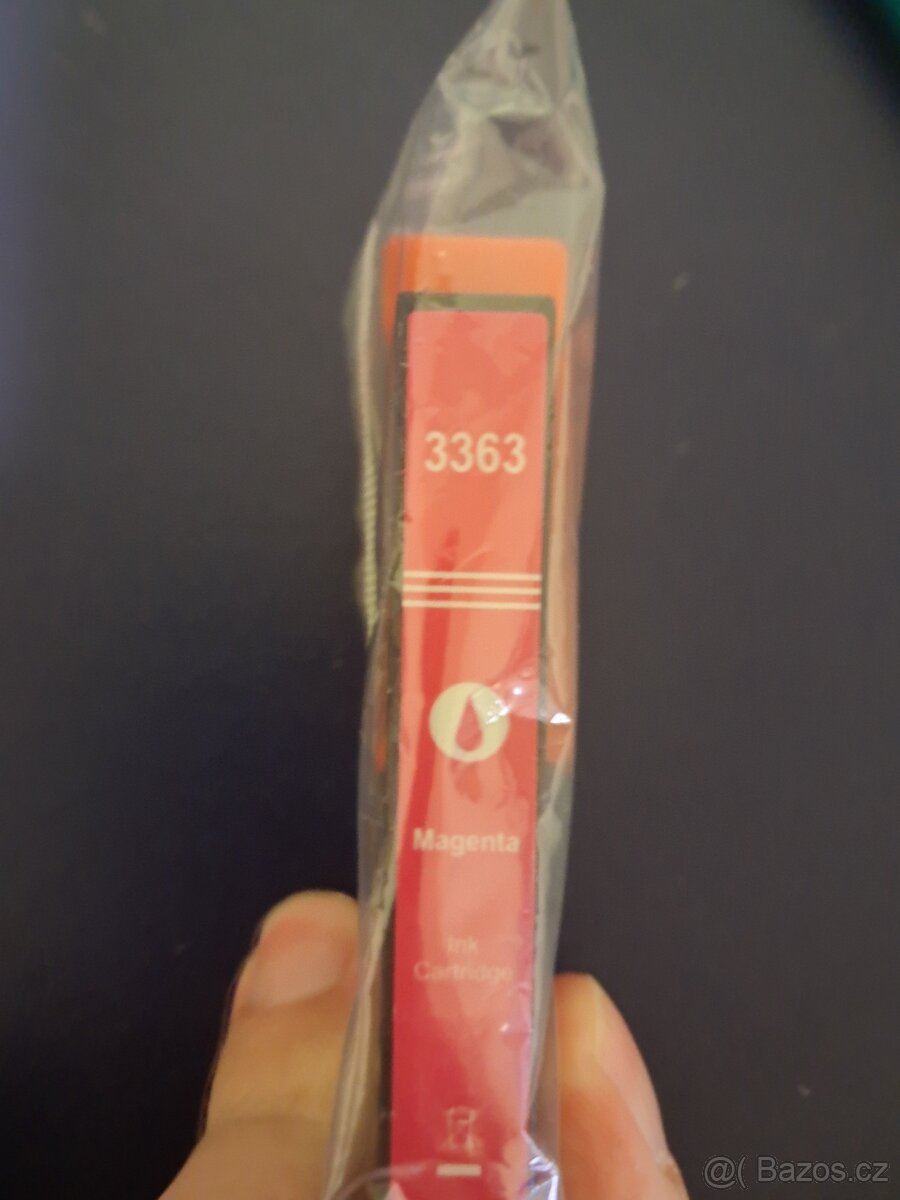 3363
Magenta
Ink
Cartridge
@( Bazos.cz